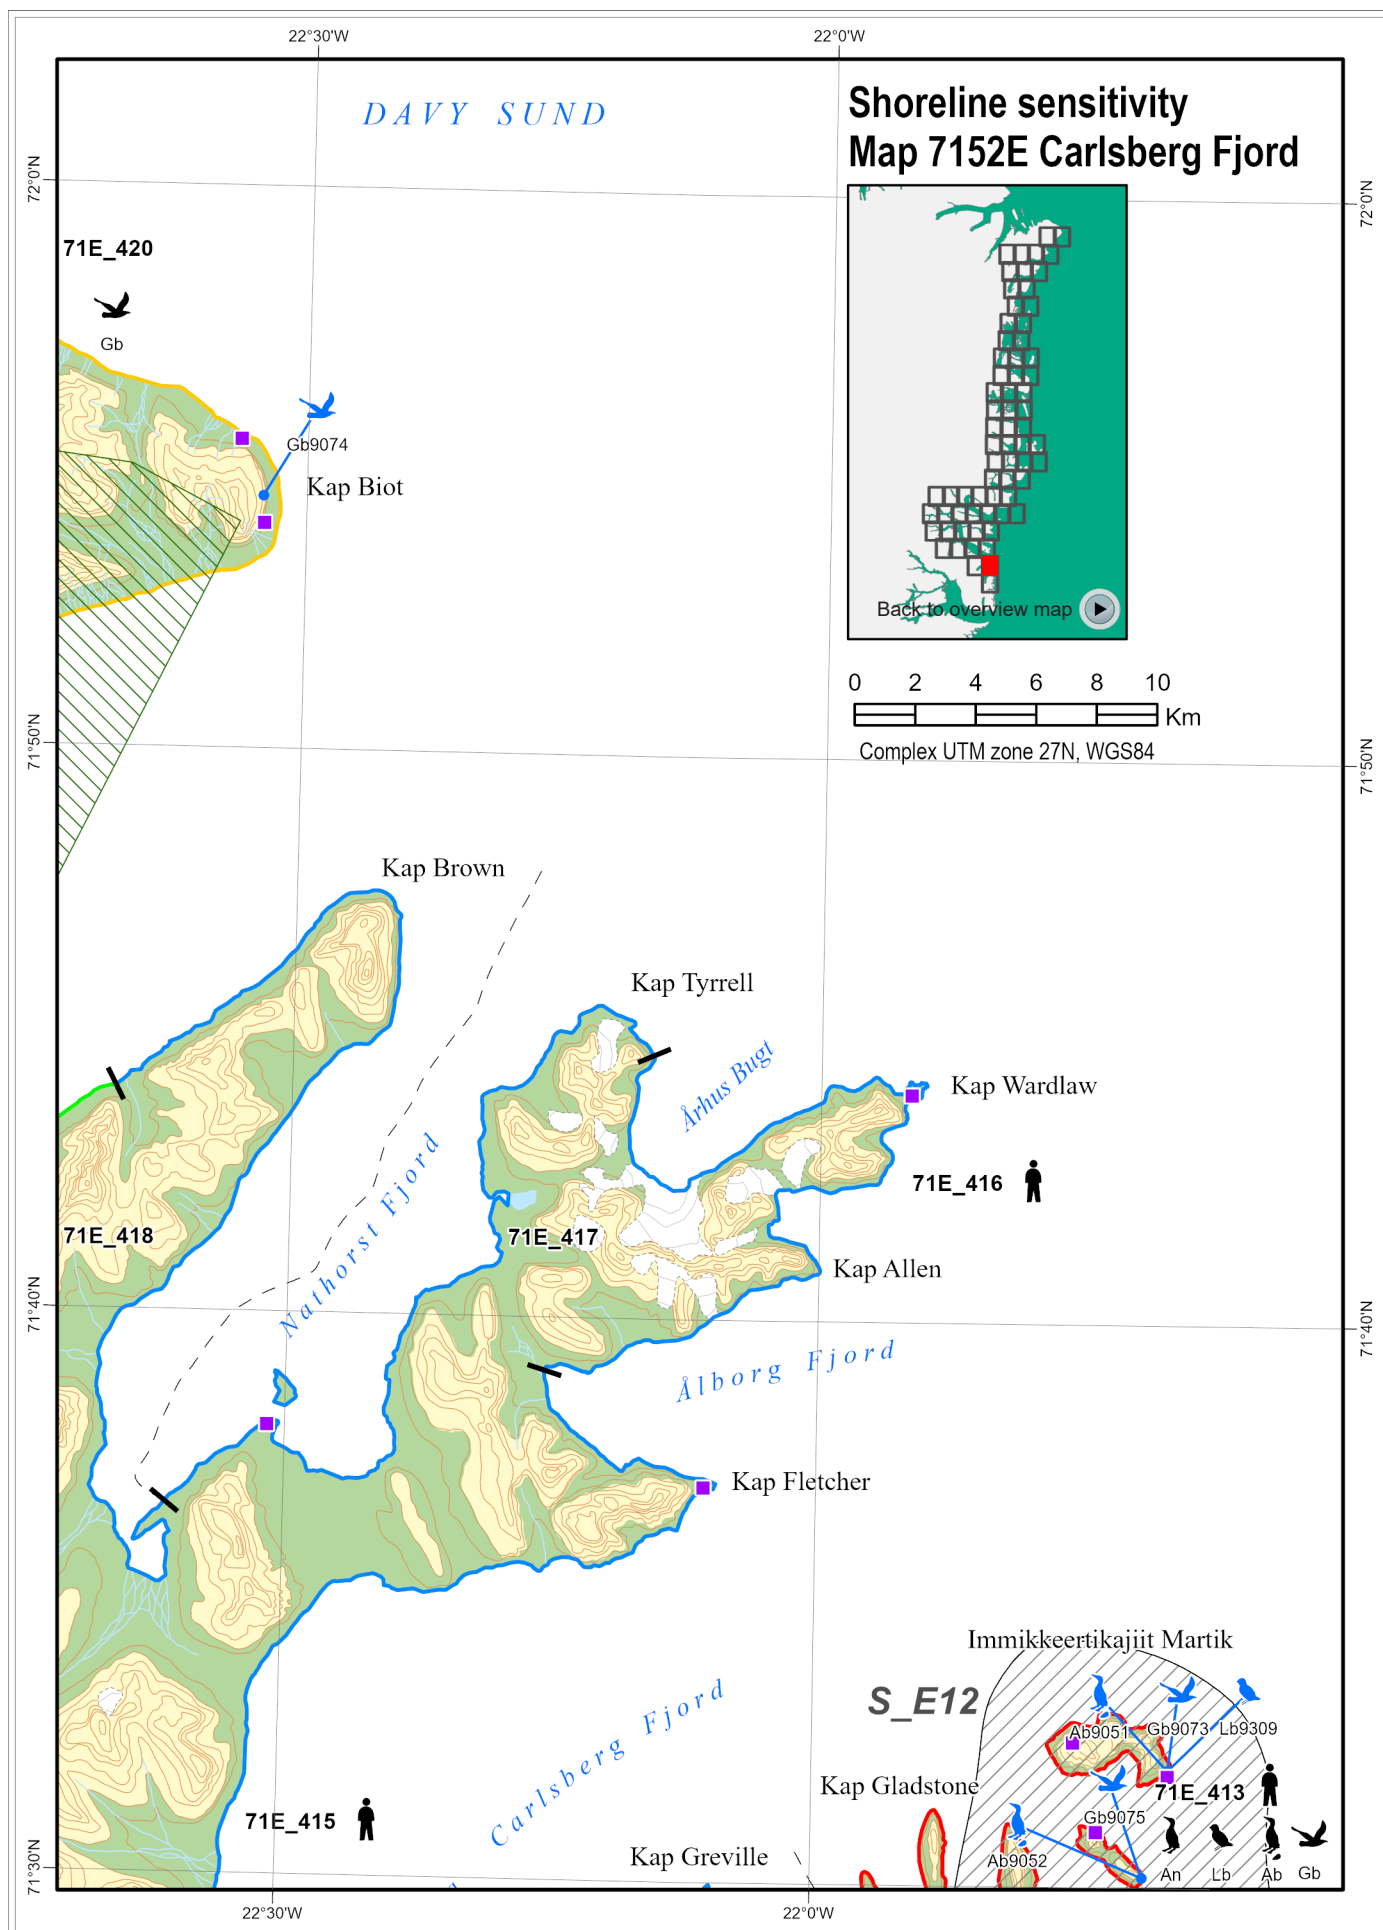 22°30'W
22°0'W
DAVY SUND
Shoreline sensitivity
Map 7152E Carlsberg Fjord
72°0'N
72°0'N
71E_420
Gb
Gb9074
Kap Biot
Back to overview map
0 2 4 6 8 10
Km
Complex UTM zone 27N, WGS84
71°50'N
71°50'N
Kap Brown
Kap Tyrrell
Århus Bugt
Kap Wardlaw
71E_416
Nathorst Fjord
71E_418
71E_417
Kap Allen
71°40'N
71°40'N
Ålborg Fjord
Kap Fletcher
Immikkeertikajiit Martik
S_E12
Ab9051
Gb9073
Lb9309
Carlsberg Fjord
Kap Gladstone
71E_413
71E_415
Gb9075
Kap Greville
Ab9052
An
Lb
Ab
Gb
71°30'N
71°30'N
22°30'W
22°0'W